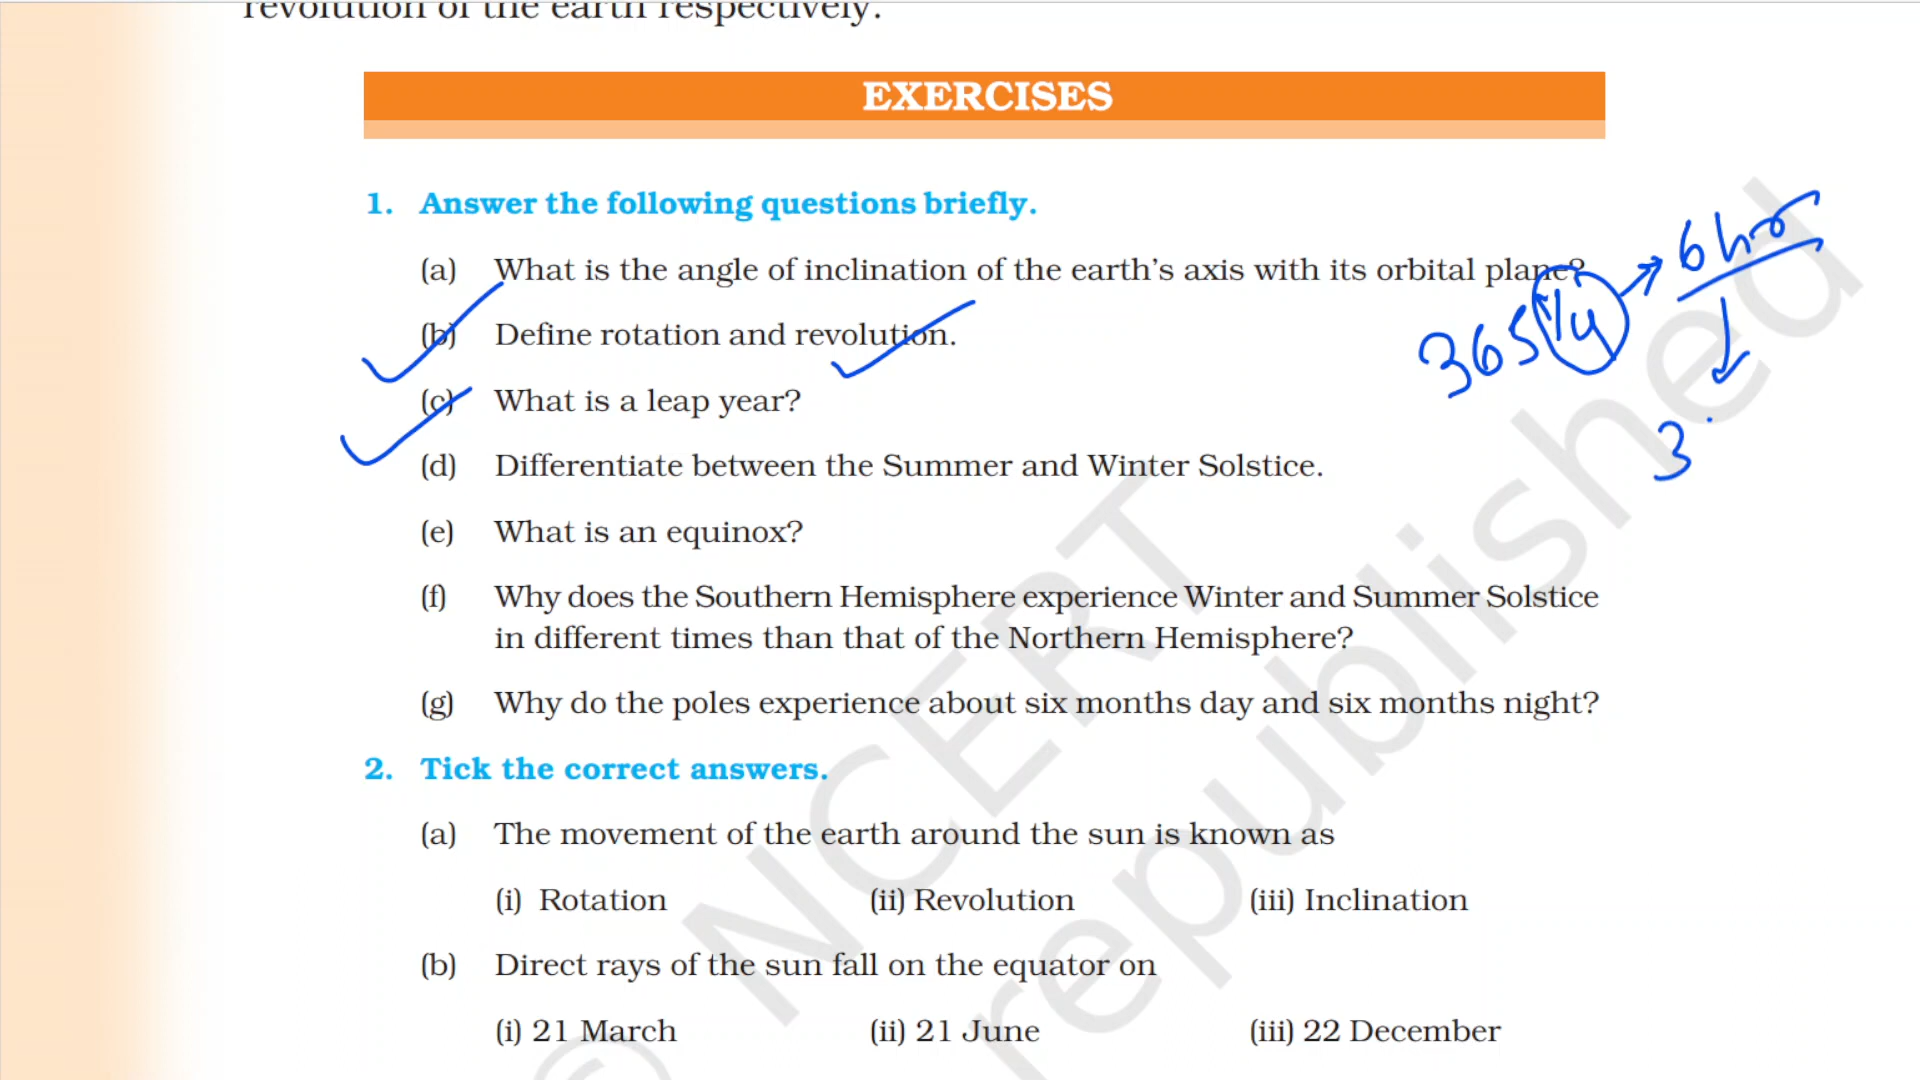 revolution of the earth respectively.
EXERCISES
1. Answer the following questions briefly.
(a) What is the angle of inclination of the earth's axis with its orbital plane?
(b) Define rotation and revolution.
(c) What is a leap year?
(d) Differentiate between the Summer and Winter Solstice.
(e) What is an equinox?
(f) Why does the Southern Hemisphere experience Winter and Summer Solstice
in different times than that of the Northern Hemisphere?
(g) Why do the poles experience about six months day and six months night?
2. Tick the correct answers.
(a) The movement of the earth around the sun is known as
(i) Rotation (ii) Revolution (iii) Inclination
(b) Direct rays of the sun fall on the equator on
(i) 21 March (ii) 21 June (iii) 22 December
365 1/4
6 hr
3
© NCERT
republished